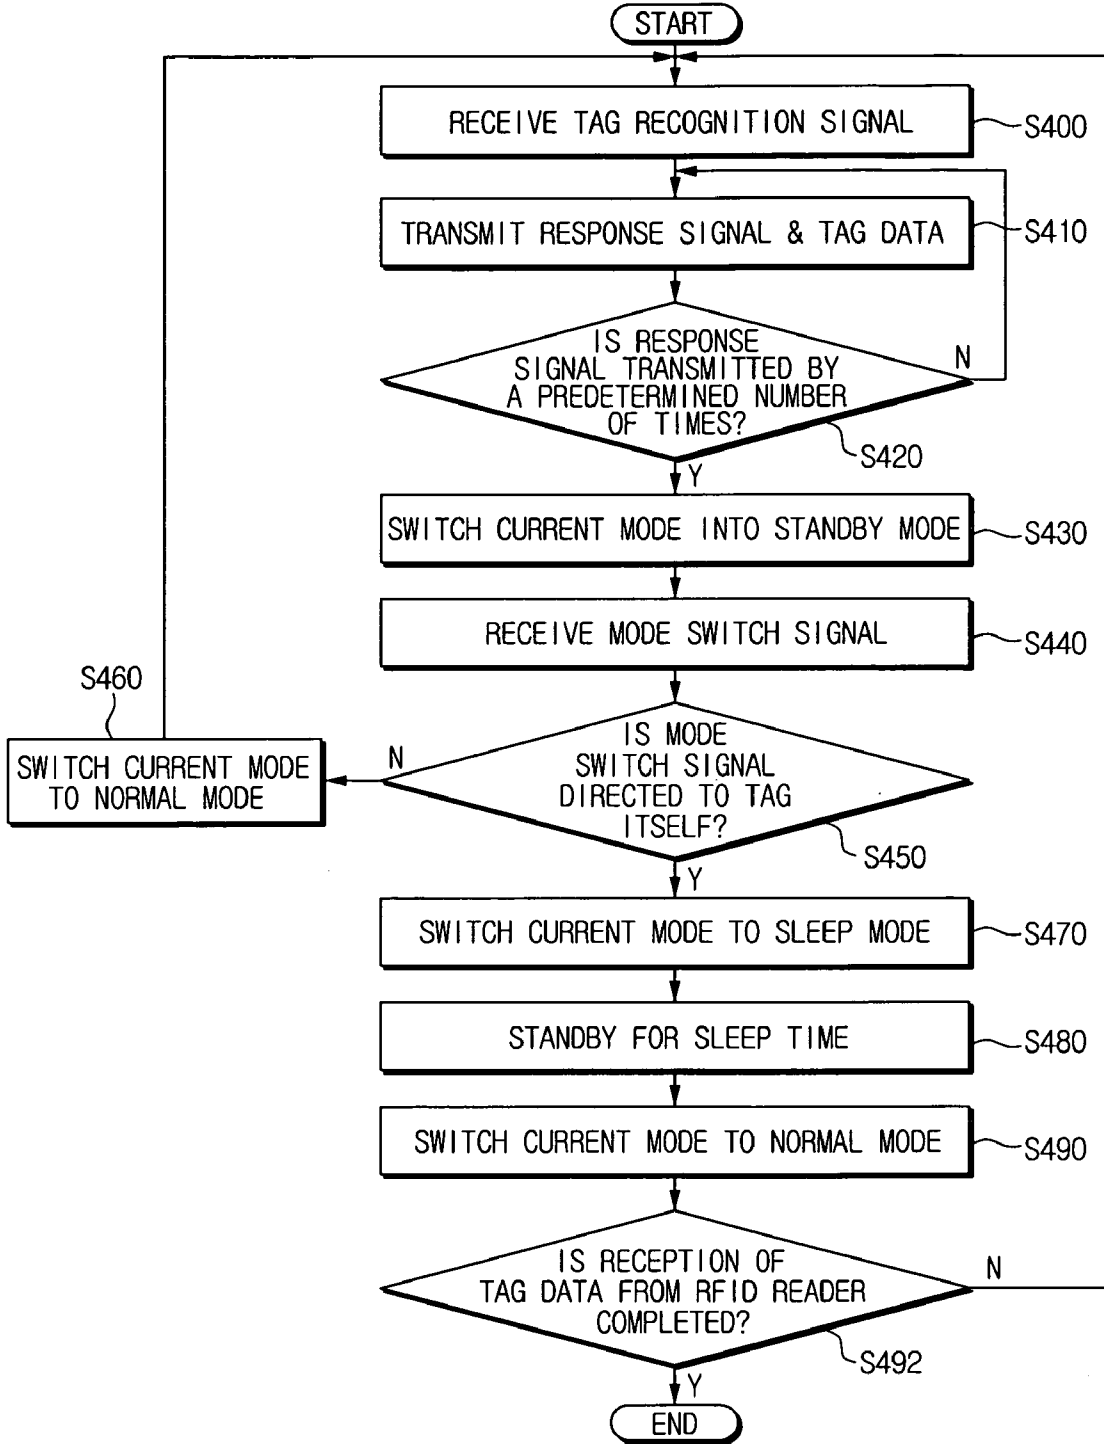 START
RECEIVE TAG RECOGNITION SIGNAL
S400
TRANSMIT RESPONSE SIGNAL & TAG DATA
S410
IS RESPONSE
SIGNAL TRANSMITTED BY
A PREDETERMINED NUMBER
OF TIMES?
N
S420
Y
SWITCH CURRENT MODE INTO STANDBY MODE
S430
RECEIVE MODE SWITCH SIGNAL
S440
S460
SWITCH CURRENT MODE
TO NORMAL MODE
N
IS MODE
SWITCH SIGNAL
DIRECTED TO TAG
ITSELF?
S450
Y
SWITCH CURRENT MODE TO SLEEP MODE
S470
STANDBY FOR SLEEP TIME
S480
SWITCH CURRENT MODE TO NORMAL MODE
S490
IS RECEPTION OF
TAG DATA FROM RFID READER
COMPLETED?
N
S492
Y
END